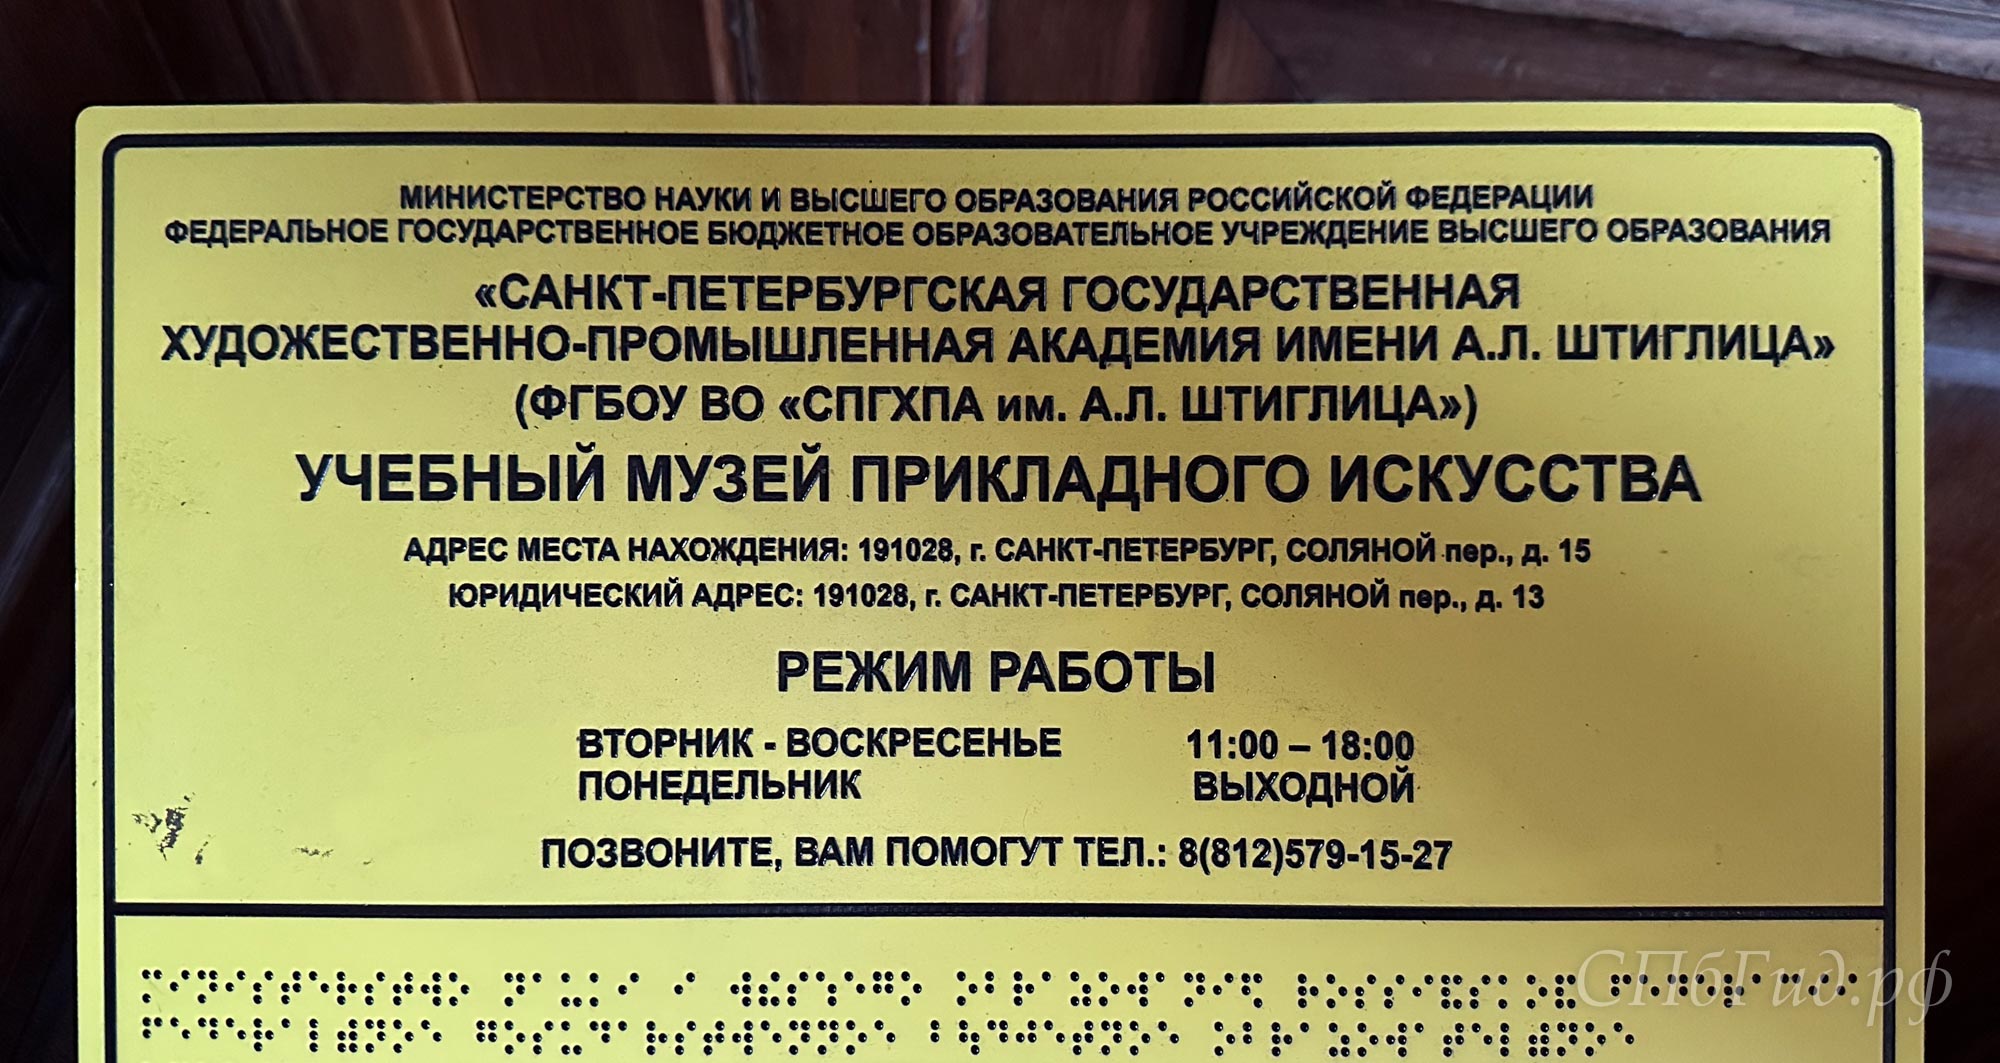 МИНИСТЕРСТВО НАУКИ И ВЫСШЕГО ОБРАЗОВАНИЯ РОССИЙСКОЙ ФЕДЕРАЦИИ
ФЕДЕРАЛЬНОЕ ГОСУДАРСТВЕННОЕ БЮДЖЕТНОЕ ОБРАЗОВАТЕЛЬНОЕ УЧРЕЖДЕНИЕ ВЫСШЕГО ОБРАЗОВАНИЯ
«САНКТ-ПЕТЕРБУРГСКАЯ ГОСУДАРСТВЕННАЯ
ХУДОЖЕСТВЕННО-ПРОМЫШЛЕННАЯ АКАДЕМИЯ ИМЕНИ А.Л. ШТИГЛИЦА»
(ФГБОУ ВО «СПГХПА им. А.Л. ШТИГЛИЦА»)
УЧЕБНЫЙ МУЗЕЙ ПРИКЛАДНОГО ИСКУССТВА
АДРЕС МЕСТА НАХОЖДЕНИЯ: 191028, г. САНКТ-ПЕТЕРБУРГ, СОЛЯНОЙ пер., д. 15
ЮРИДИЧЕСКИЙ АДРЕС: 191028, г. САНКТ-ПЕТЕРБУРГ, СОЛЯНОЙ пер., д. 13
РЕЖИМ РАБОТЫ
ВТОРНИК - ВОСКРЕСЕНЬЕ 11:00 – 18:00
ПОНЕДЕЛЬНИК ВЫХОДНОЙ
ПОЗВОНИТЕ, ВАМ ПОМОГУТ ТЕЛ.: 8(812)579-15-27
СПбГид.рф